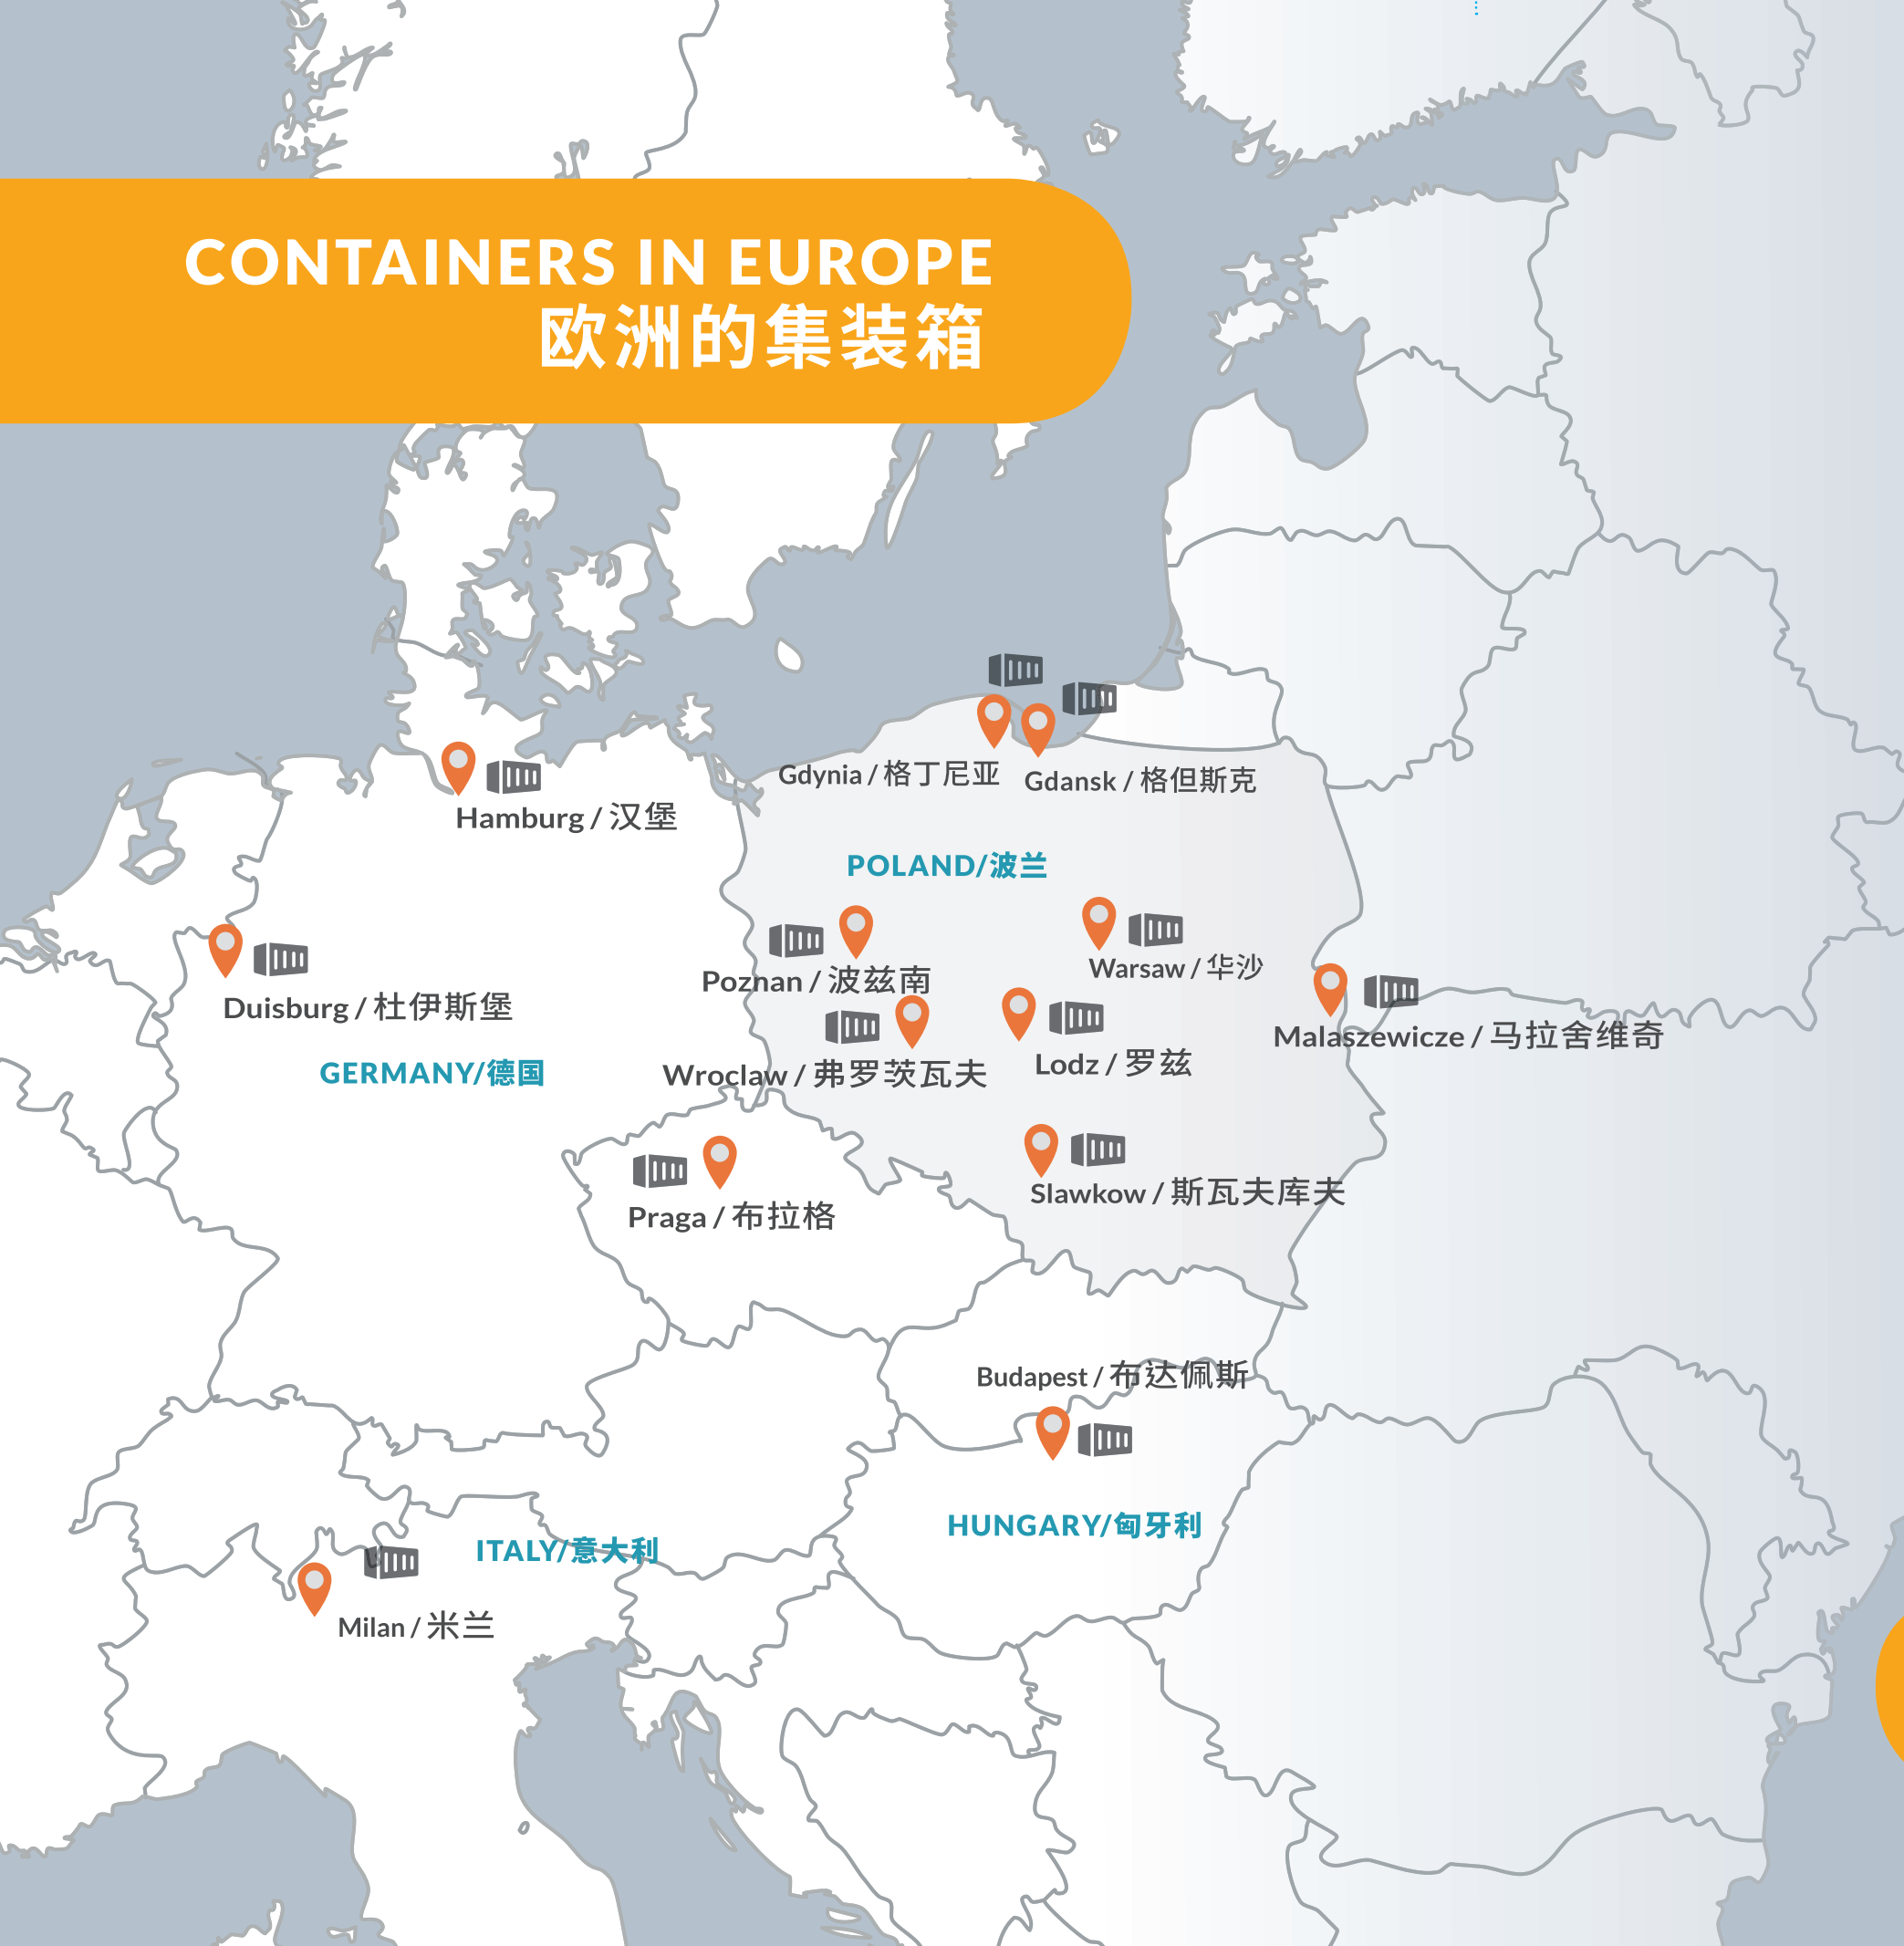 CONTAINERS IN EUROPE
欧洲的集装箱
Gdynia / 格丁尼亚
Gdansk / 格但斯克
Hamburg / 汉堡
POLAND/波兰
Poznan / 波兹南
Warsaw / 华沙
Duisburg / 杜伊斯堡
Malaszewicze / 马拉舍维奇
GERMANY/德国
Wroclaw / 弗罗茨瓦夫
Lodz / 罗兹
Slawkow / 斯瓦夫库夫
Praga / 布拉格
Budapest / 布达佩斯
HUNGARY/匈牙利
ITALY/意大利
Milan / 米兰